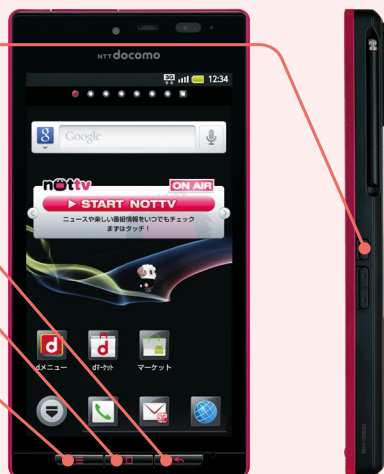 NTT docomo
3G 12:34
8 Google
nottv ON AIR
START NOTTV
ニュースや楽しい番組情報をいつでもチェック
まずはタッチ！
d
d
dメニュー dマーケット マーケット